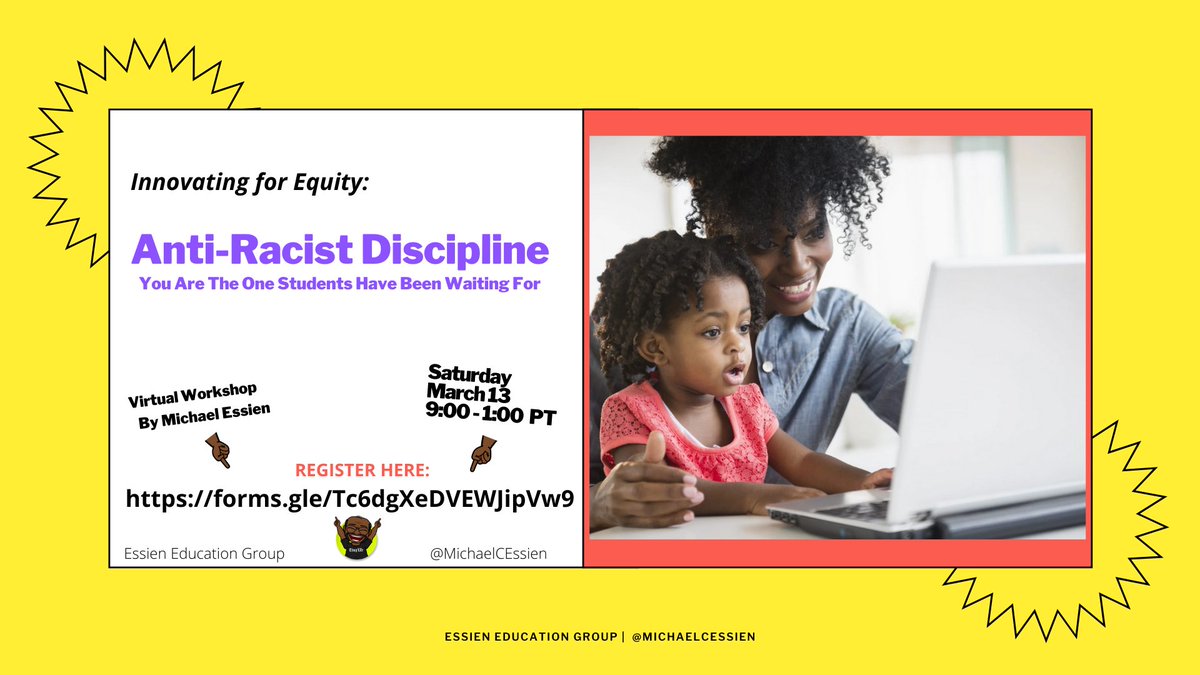 Innovating for Equity:
Anti-Racist Discipline
You Are The One Students Have Been Waiting For
Virtual Workshop
By Michael Essien
Saturday
March 13
9:00 - 1:00 PT
REGISTER HERE:
https://forms.gle/Tc6dgXeDVEWJipVw9
Essien Education Group
@MichaelCEssien
ESSIEN EDUCATION GROUP | @MICHAELCESSIEN